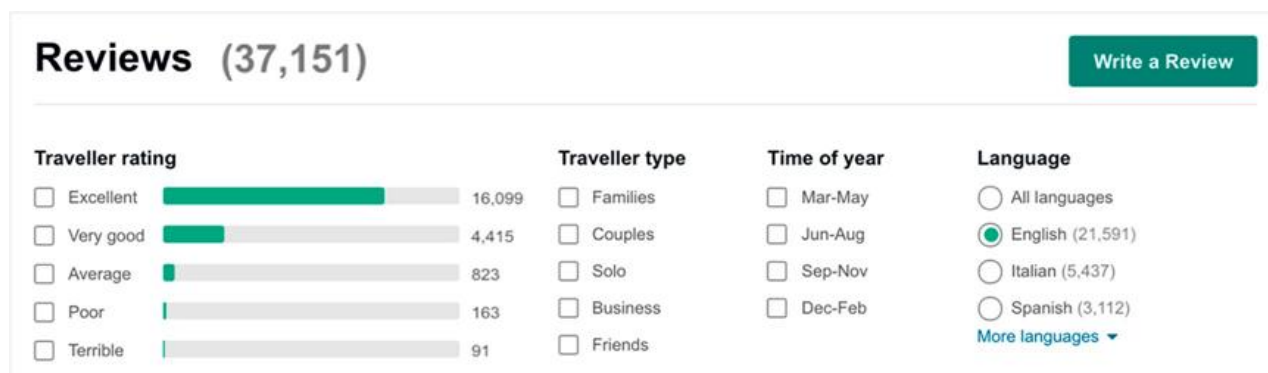 Reviews (37,151)
Write a Review
Traveller rating
Excellent 16,099
Very good 4,415
Average 823
Poor 163
Terrible 91
Traveller type
Families
Couples
Solo
Business
Friends
Time of year
Mar-May
Jun-Aug
Sep-Nov
Dec-Feb
Language
All languages
English (21,591)
Italian (5,437)
Spanish (3,112)
More languages